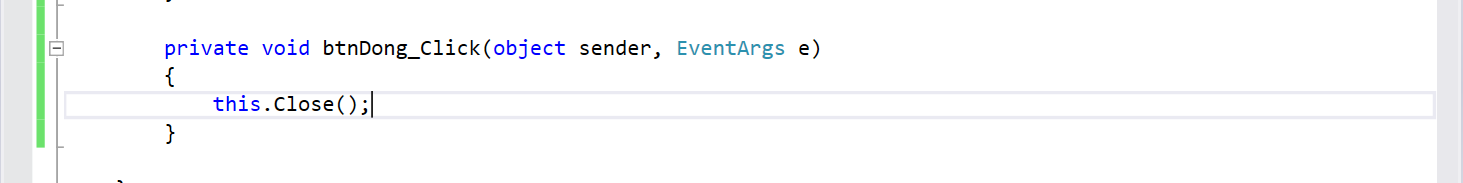 private void btnDong_Click(object sender, EventArgs e)
{
this.Close();
}